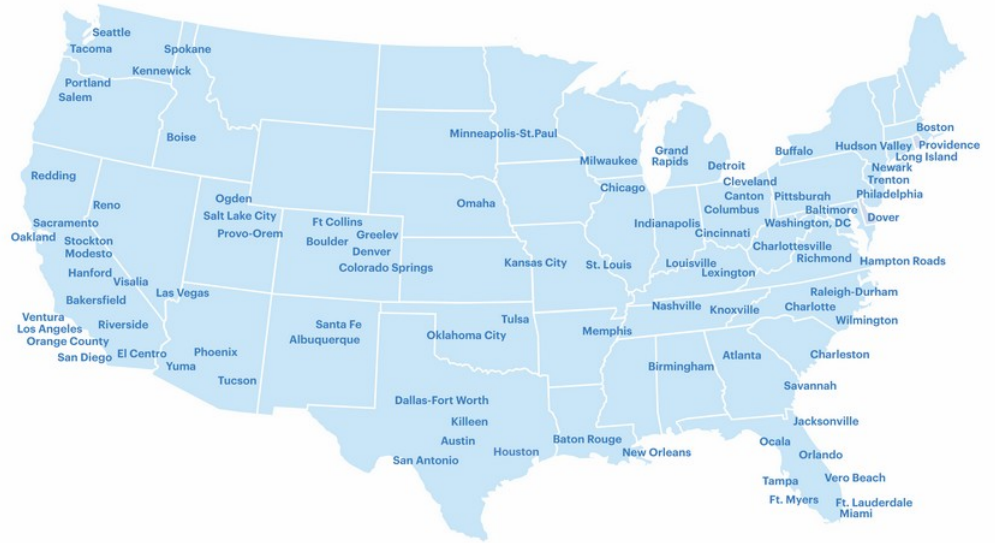 Seattle
Tacoma
Spokane
Kennewick
Portland
Salem
Boise
Redding
Reno
Sacramento
Oakland
Stockton
Modesto
Hanford
Visalia
Bakersfield
Las Vegas
Ventura
Los Angeles
Orange County
Riverside
San Diego
El Centro
Yuma
Phoenix
Tucson
Ogden
Salt Lake City
Provo-Orem
Ft Collins
Greeley
Boulder
Denver
Colorado Springs
Santa Fe
Albuquerque
Minneapolis-St.Paul
Omaha
Kansas City
St. Louis
Tulsa
Oklahoma City
Dallas-Fort Worth
Killeen
Austin
San Antonio
Houston
Baton Rouge
New Orleans
Memphis
Nashville
Knoxville
Birmingham
Atlanta
Milwaukee
Chicago
Grand
Rapids
Detroit
Cleveland
Canton
Columbus
Indianapolis
Cincinnati
Louisville
Lexington
Pittsburgh
Buffalo
Hudson Valley
Boston
Providence
Long Island
Newark
Trenton
Philadelphia
Baltimore
Washington, DC
Dover
Charlottesville
Richmond
Hampton Roads
Raleigh-Durham
Charlotte
Wilmington
Charleston
Savannah
Jacksonville
Ocala
Orlando
Tampa
Vero Beach
Ft. Myers
Ft. Lauderdale
Miami